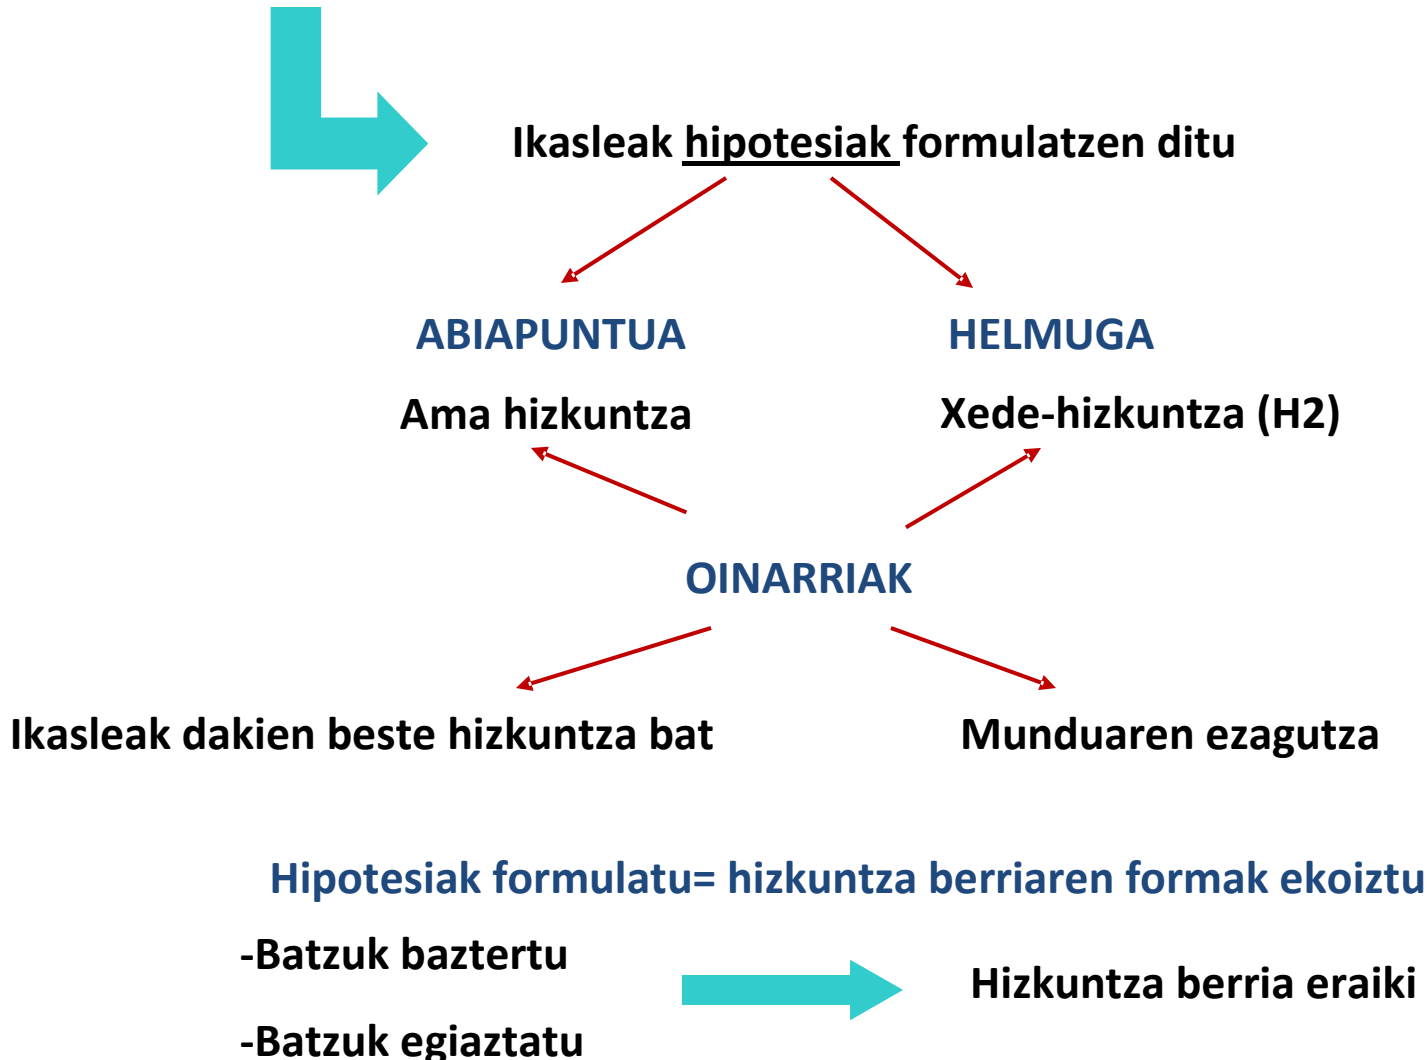 Ikasleak hipotesiak formulatzen ditu
ABIAPUNTUA
HELMUGA
Ama hizkuntza
Xede-hizkuntza (H2)
OINARRIAK
Ikasleak dakien beste hizkuntza bat
Munduaren ezagutza
Hipotesiak formulatu= hizkuntza berriaren formak ekoiztu
-Batzuk baztertu
Hizkuntza berria eraiki
-Batzuk egiaztatu